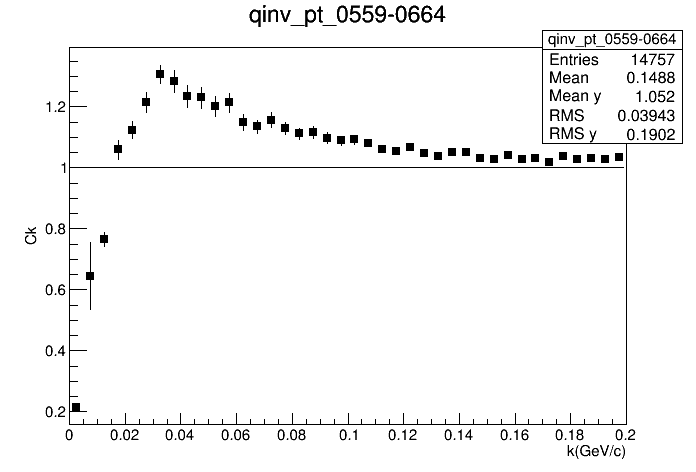 qinv_pt_0559-0664
qinv_pt_0559-0664
Entries 14757
Mean 0.1488
Mean y 1.052
RMS 0.03943
RMS y 0.1902
Ck
1.2
1
0.8
0.6
0.4
0.2
0 0.02 0.04 0.06 0.08 0.1 0.12 0.14 0.16 0.18 0.2
k(GeV/c)